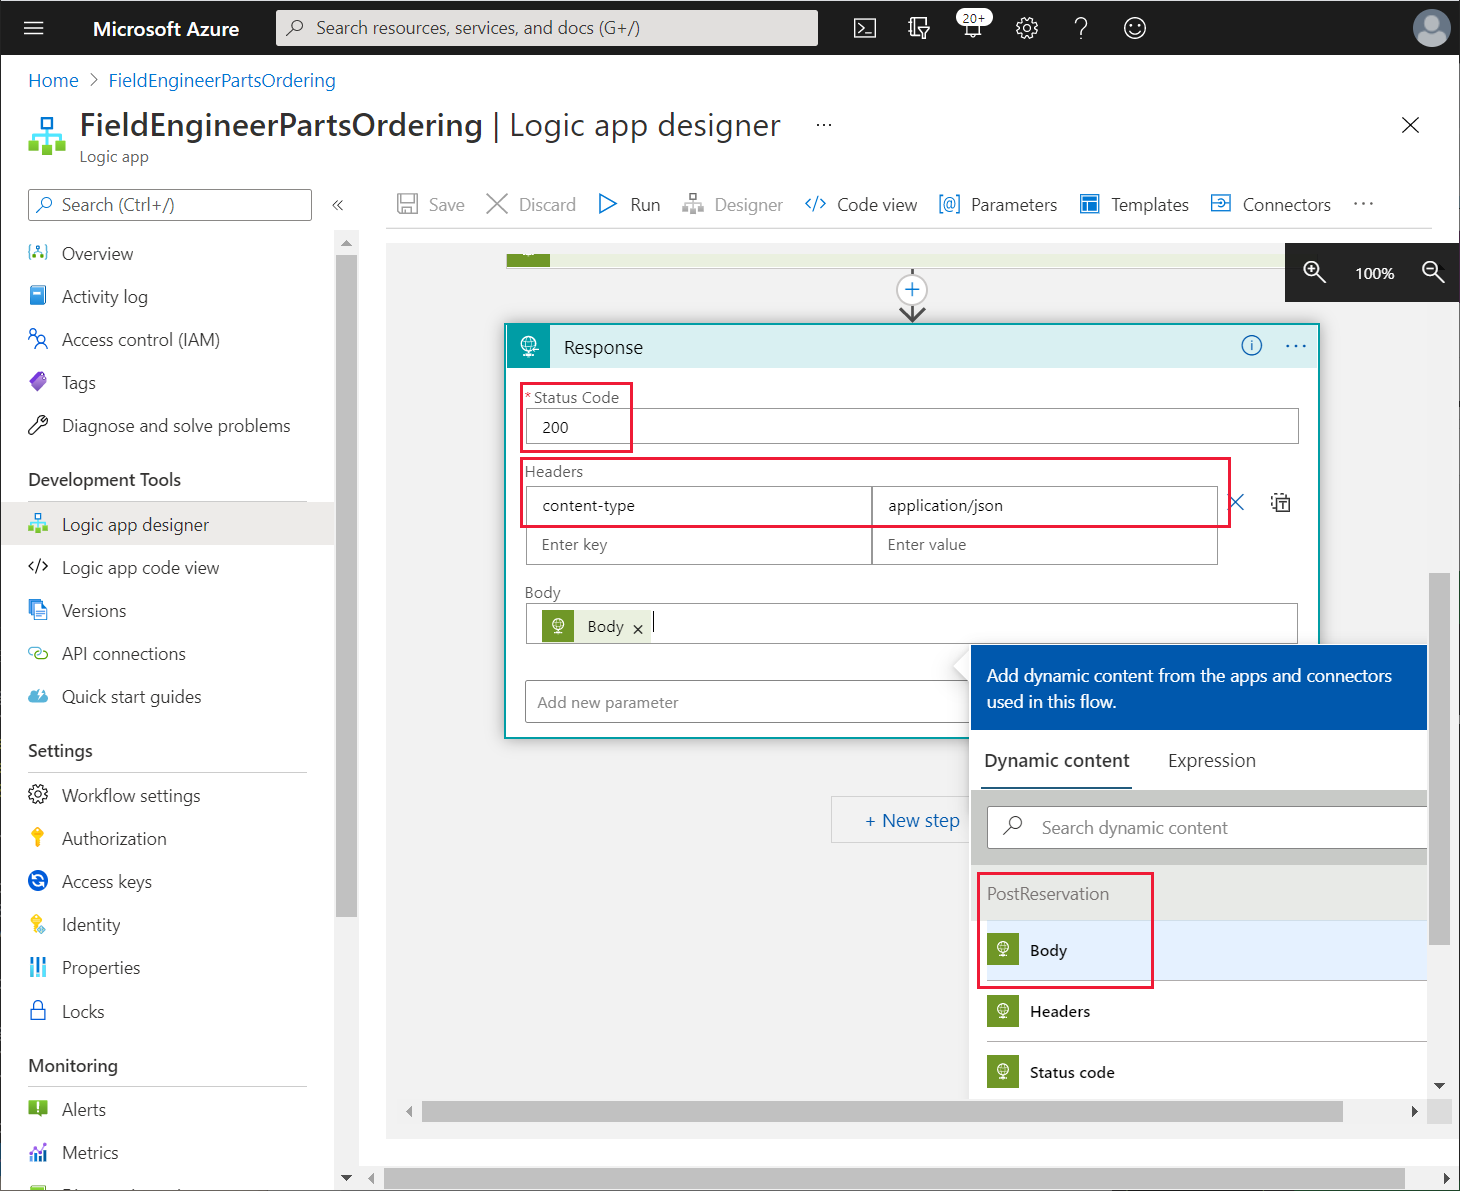 Microsoft Azure
Search resources, services, and docs (G+/)
20+
Home > FieldEngineerPartsOrdering
FieldEngineerPartsOrdering | Logic app designer ...
Logic app
Search (Ctrl+/)
«
Save
Discard
Run
Designer
Code view
Parameters
Templates
Connectors
...
Overview
Activity log
Access control (IAM)
Tags
Diagnose and solve problems
Development Tools
Logic app designer
Logic app code view
Versions
API connections
Quick start guides
Settings
Workflow settings
Authorization
Access keys
Identity
Properties
Locks
Monitoring
Alerts
Metrics
100%
Response
* Status Code
200
Headers
content-type
application/json
Enter key
Enter value
Body
Body
Add new parameter
+ New step
Add dynamic content from the apps and connectors
used in this flow.
Dynamic content
Expression
Search dynamic content
PostReservation
Body
Headers
Status code